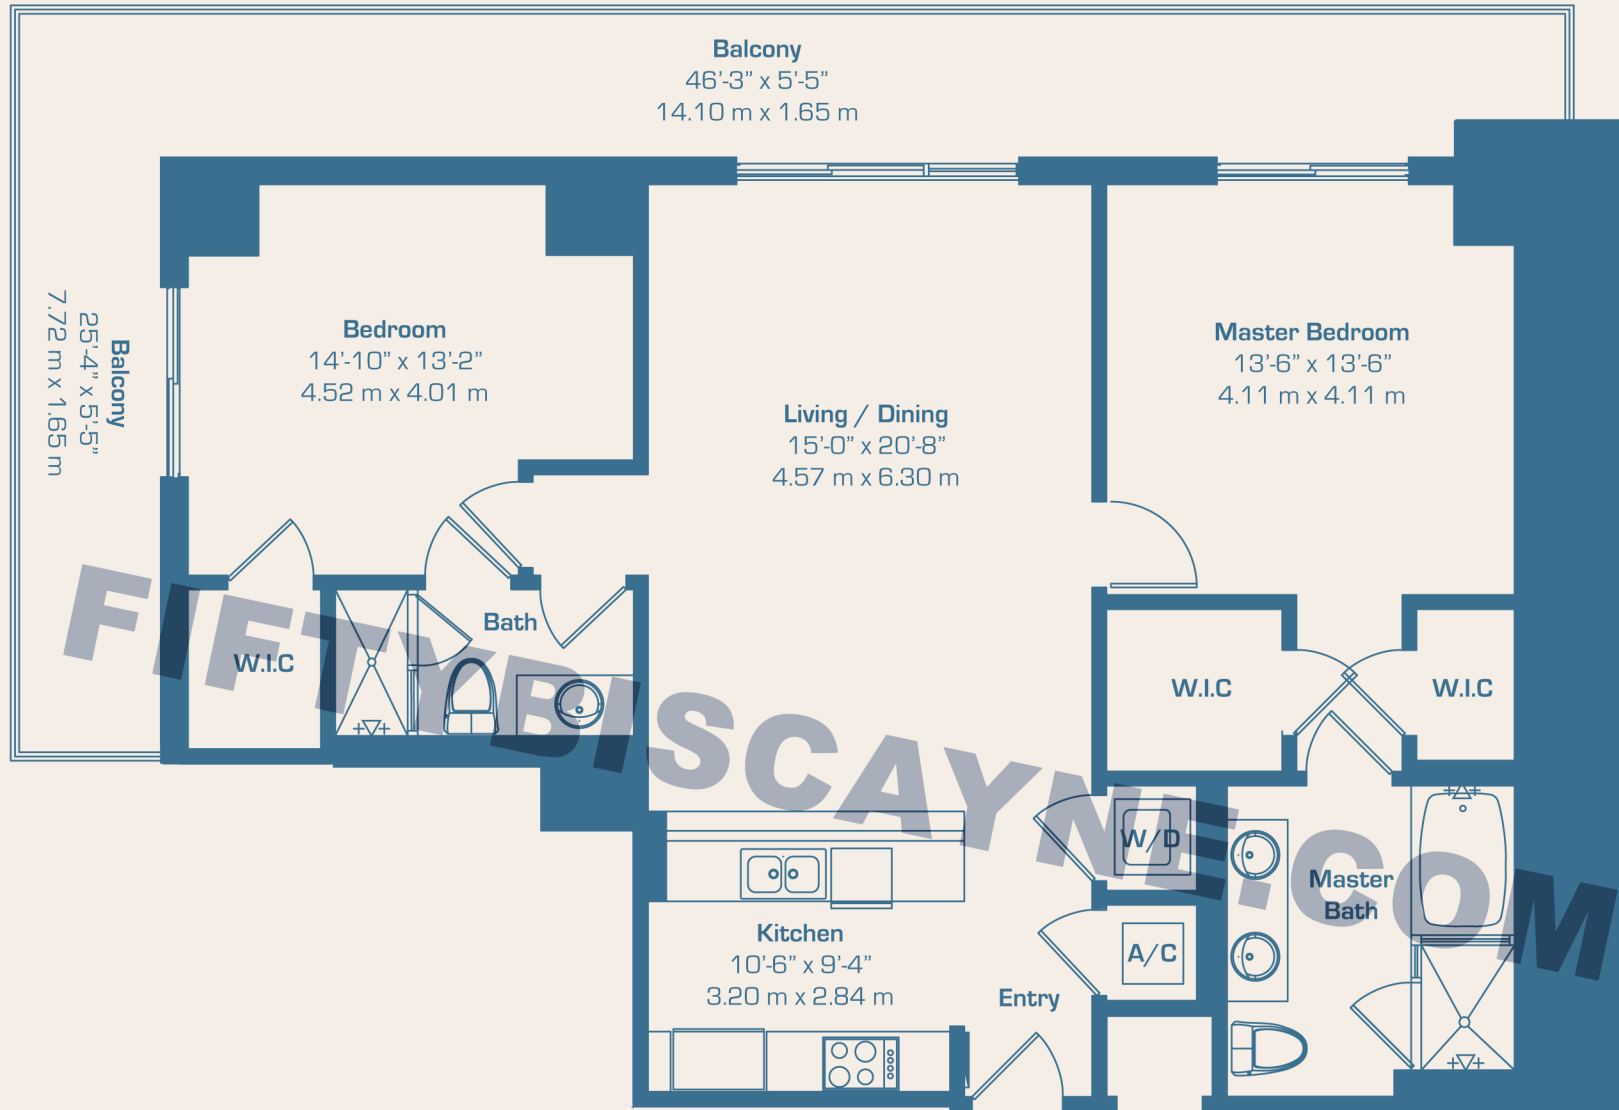 Balcony
46'-3" x 5'-5"
14.10 m x 1.65 m
Balcony
25'-4" x 5'-5"
7.72 m x 1.65 m
Bedroom
14'-10" x 13'-2"
4.52 m x 4.01 m
Living / Dining
15'-0" x 20'-8"
4.57 m x 6.30 m
Master Bedroom
13'-6" x 13'-6"
4.11 m x 4.11 m
W.I.C
Bath
W.I.C
W.I.C
FIFTYBISCAYNE.COM
W/D
Master
Bath
Kitchen
10'-6" x 9'-4"
3.20 m x 2.84 m
A/C
Entry